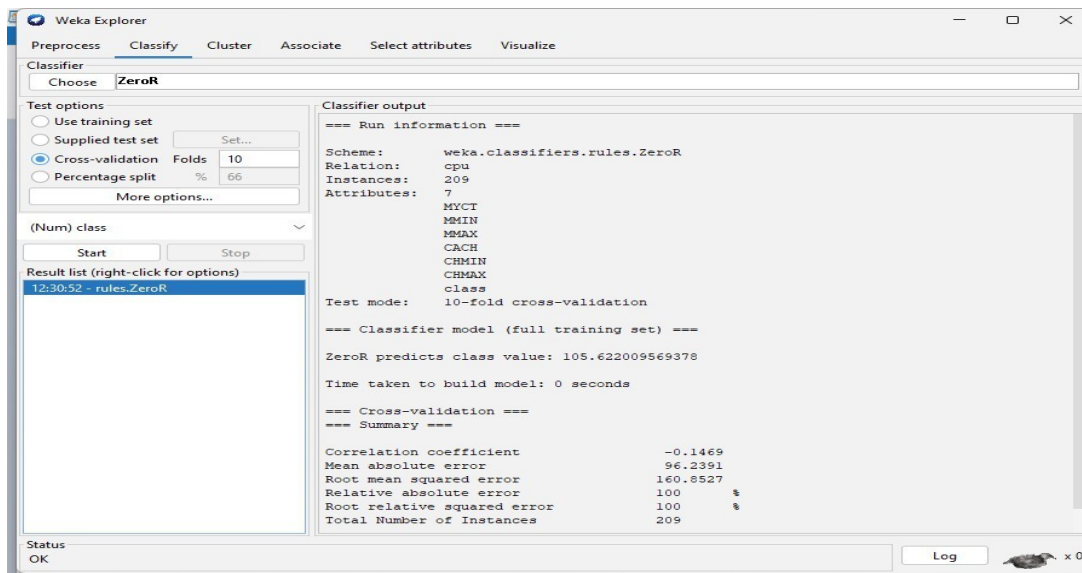 Weka Explorer
Preprocess Classify Cluster Associate Select attributes Visualize
Classifier
Choose ZeroR
Test options
Use training set
Supplied test set Set...
Cross-validation Folds 10
Percentage split % 66
More options...
(Num) class
Start Stop
Result list (right-click for options)
12:30:52 - rules.ZeroR
Classifier output
=== Run information ===
Scheme: weka.classifiers.rules.ZeroR
Relation: cpu
Instances: 209
Attributes: 7
MYCT
MMIN
MMAX
CACH
CHMIN
CHMAX
class
Test mode: 10-fold cross-validation
=== Classifier model (full training set) ===
ZeroR predicts class value: 105.622009569378
Time taken to build model: 0 seconds
=== Cross-validation ===
=== Summary ===
Correlation coefficient -0.1469
Mean absolute error 96.2391
Root mean squared error 160.8527
Relative absolute error 100 %
Root relative squared error 100 %
Total Number of Instances 209
Status
OK
Log x 0